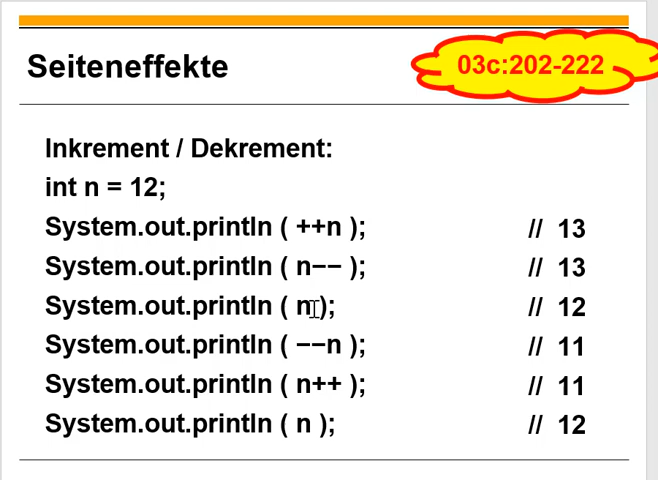 Seiteneffekte
03c:202-222
Inkrement / Dekrement:
int n = 12;
System.out.println ( ++n ); // 13
System.out.println ( n−− ); // 13
System.out.println ( n ); // 12
System.out.println ( −−n ); // 11
System.out.println ( n++ ); // 11
System.out.println ( n ); // 12